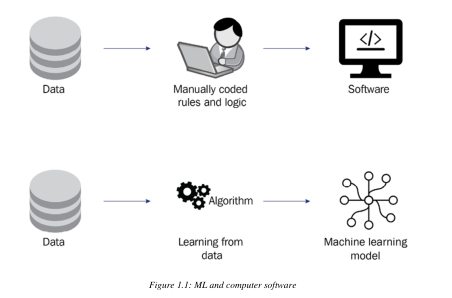 </>
Data
Manually coded
rules and logic
Software
Algorithm
Data
Learning from
data
Machine learning
model
Figure 1.1: ML and computer software